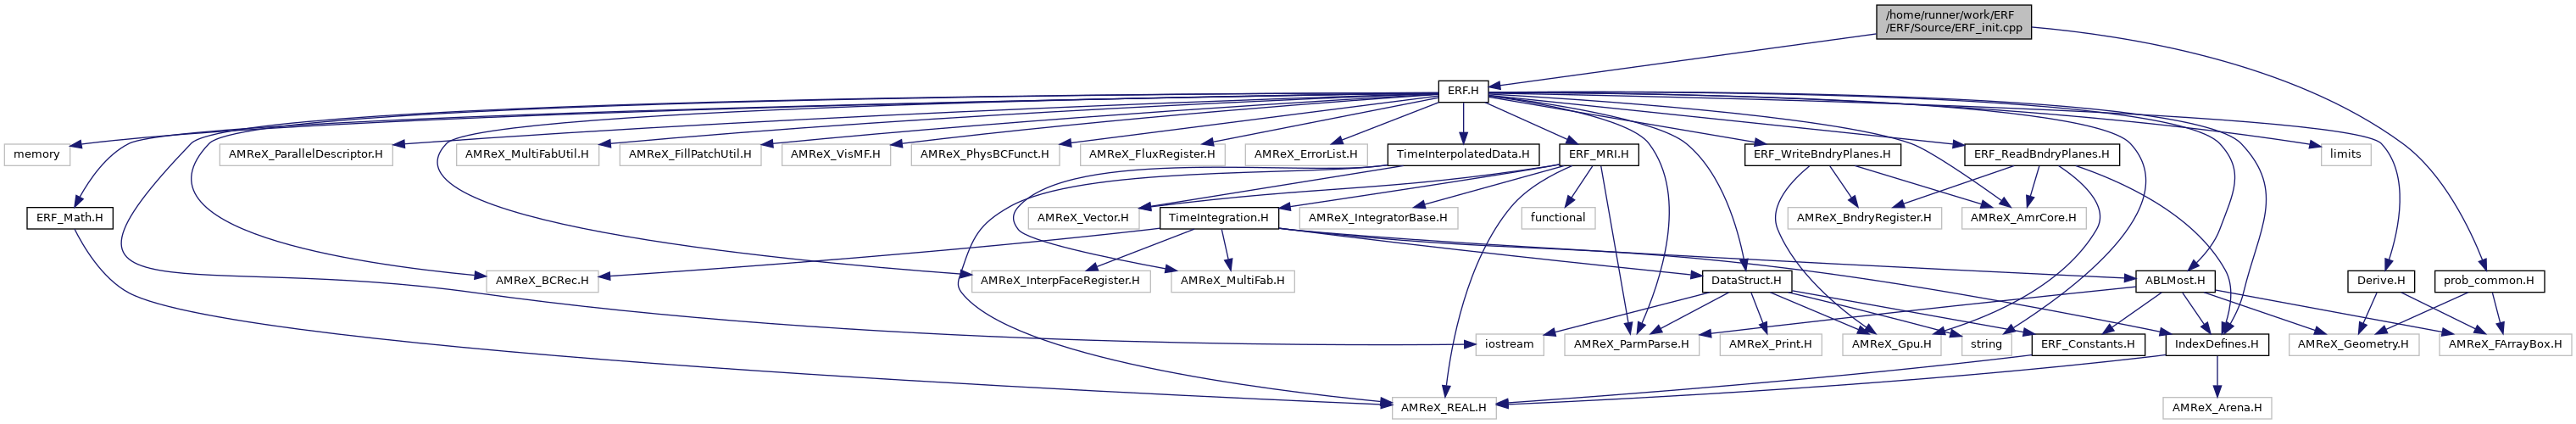 /home/runner/work/ERF
/ERF/Source/ERF_init.cpp
ERF.H
memory
AMReX_ParallelDescriptor.H
AMReX_MultiFabUtil.H
AMReX_FillPatchUtil.H
AMReX_VisMF.H
AMReX_PhysBCFunct.H
AMReX_FluxRegister.H
AMReX_ErrorList.H
TimeInterpolatedData.H
ERF_MRI.H
ERF_WriteBndryPlanes.H
ERF_ReadBndryPlanes.H
limits
ERF_Math.H
AMReX_Vector.H
TimeIntegration.H
AMReX_IntegratorBase.H
functional
AMReX_BndryRegister.H
AMReX_AmrCore.H
AMReX_BCRec.H
AMReX_InterpFaceRegister.H
AMReX_MultiFab.H
DataStruct.H
ABLMost.H
Derive.H
prob_common.H
iostream
AMReX_ParmParse.H
AMReX_Print.H
AMReX_Gpu.H
string
ERF_Constants.H
IndexDefines.H
AMReX_Geometry.H
AMReX_FArrayBox.H
AMReX_REAL.H
AMReX_Arena.H